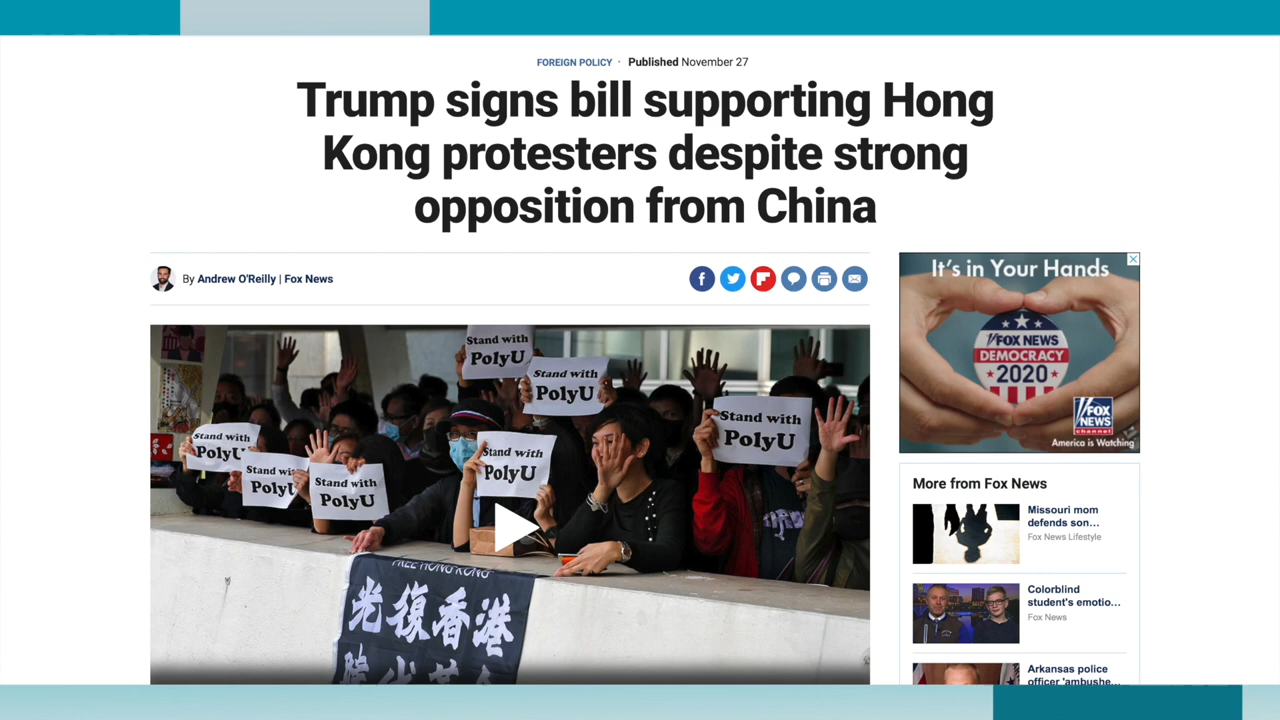 FOREIGN POLICY · Published November 27
Trump signs bill supporting Hong
Kong protesters despite strong
opposition from China
By Andrew O'Reilly | Fox News
It's in Your Hands
FOX NEWS
DEMOCRACY
2020
FOX
NEWS
channel
America is Watching
Stand with
PolyU
Stand with
PolyU
Stand with
PolyU
Stand with
PolyU
Stand with
PolyU
Stand with
PolyU
Stand with
PolyU
FREE HONG KONG
光復香港
More from Fox News
Missouri mom
defends son...
Fox News Lifestyle
Colorblind
student's emotio...
Fox News
Arkansas police
officer 'ambushe...